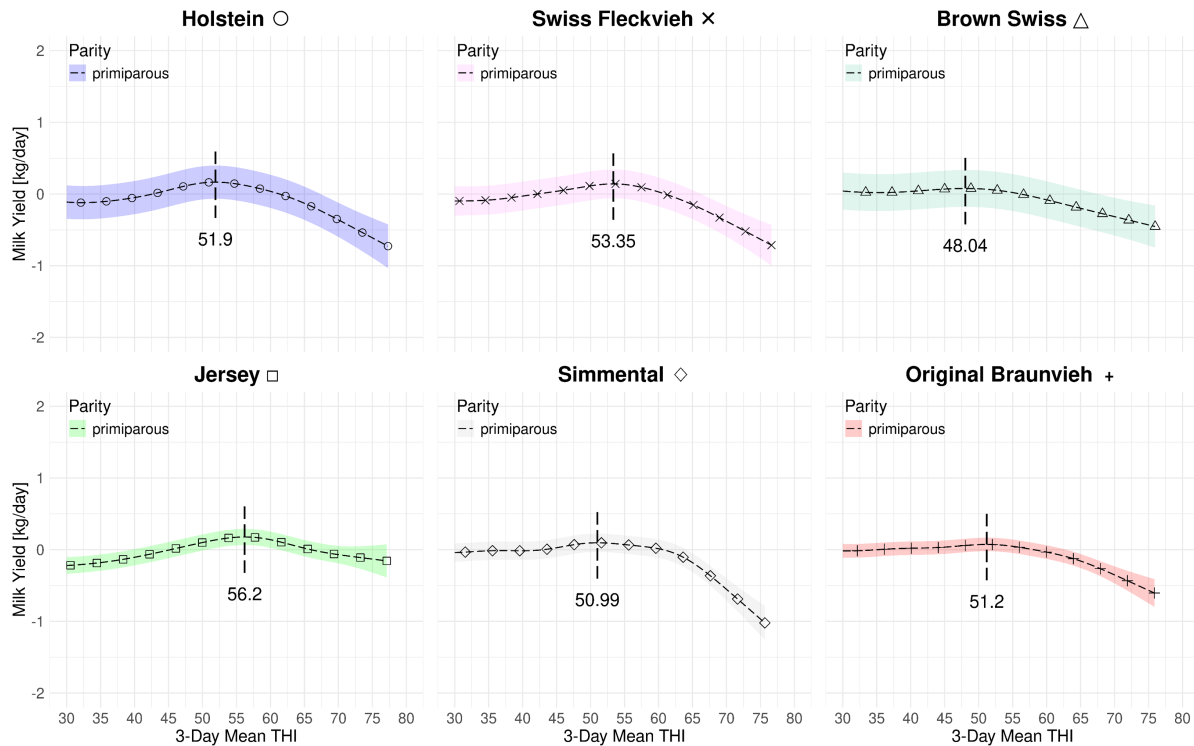 Holstein ○
Swiss Fleckvieh ×
Brown Swiss △
Parity
primiparous
Parity
primiparous
Parity
primiparous
Milk Yield [kg/day]
2
1
0
-1
-2
51.9
53.35
48.04
Jersey □
Simmental ◇
Original Braunvieh +
Parity
primiparous
Parity
primiparous
Parity
primiparous
Milk Yield [kg/day]
2
1
0
-1
-2
56.2
50.99
51.2
30 35 40 45 50 55 60 65 70 75 80
30 35 40 45 50 55 60 65 70 75 80
30 35 40 45 50 55 60 65 70 75 80
3-Day Mean THI
3-Day Mean THI
3-Day Mean THI